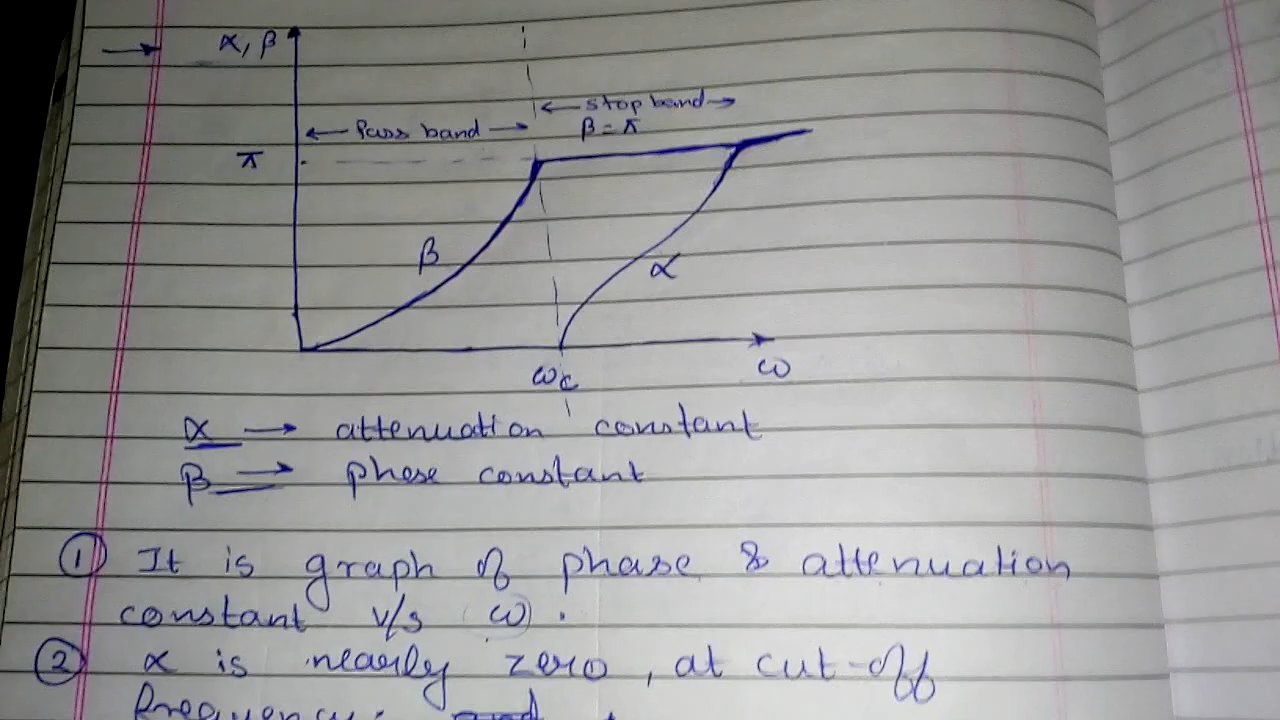 α, β
← stop band →
← Pass band →
β = π
π
β
α
ωc
ω
α → attenuation constant
β → phase constant
① It is graph of phase & attenuation
constant v/s ω.
② α is nearly zero, at cut-off
frequency.